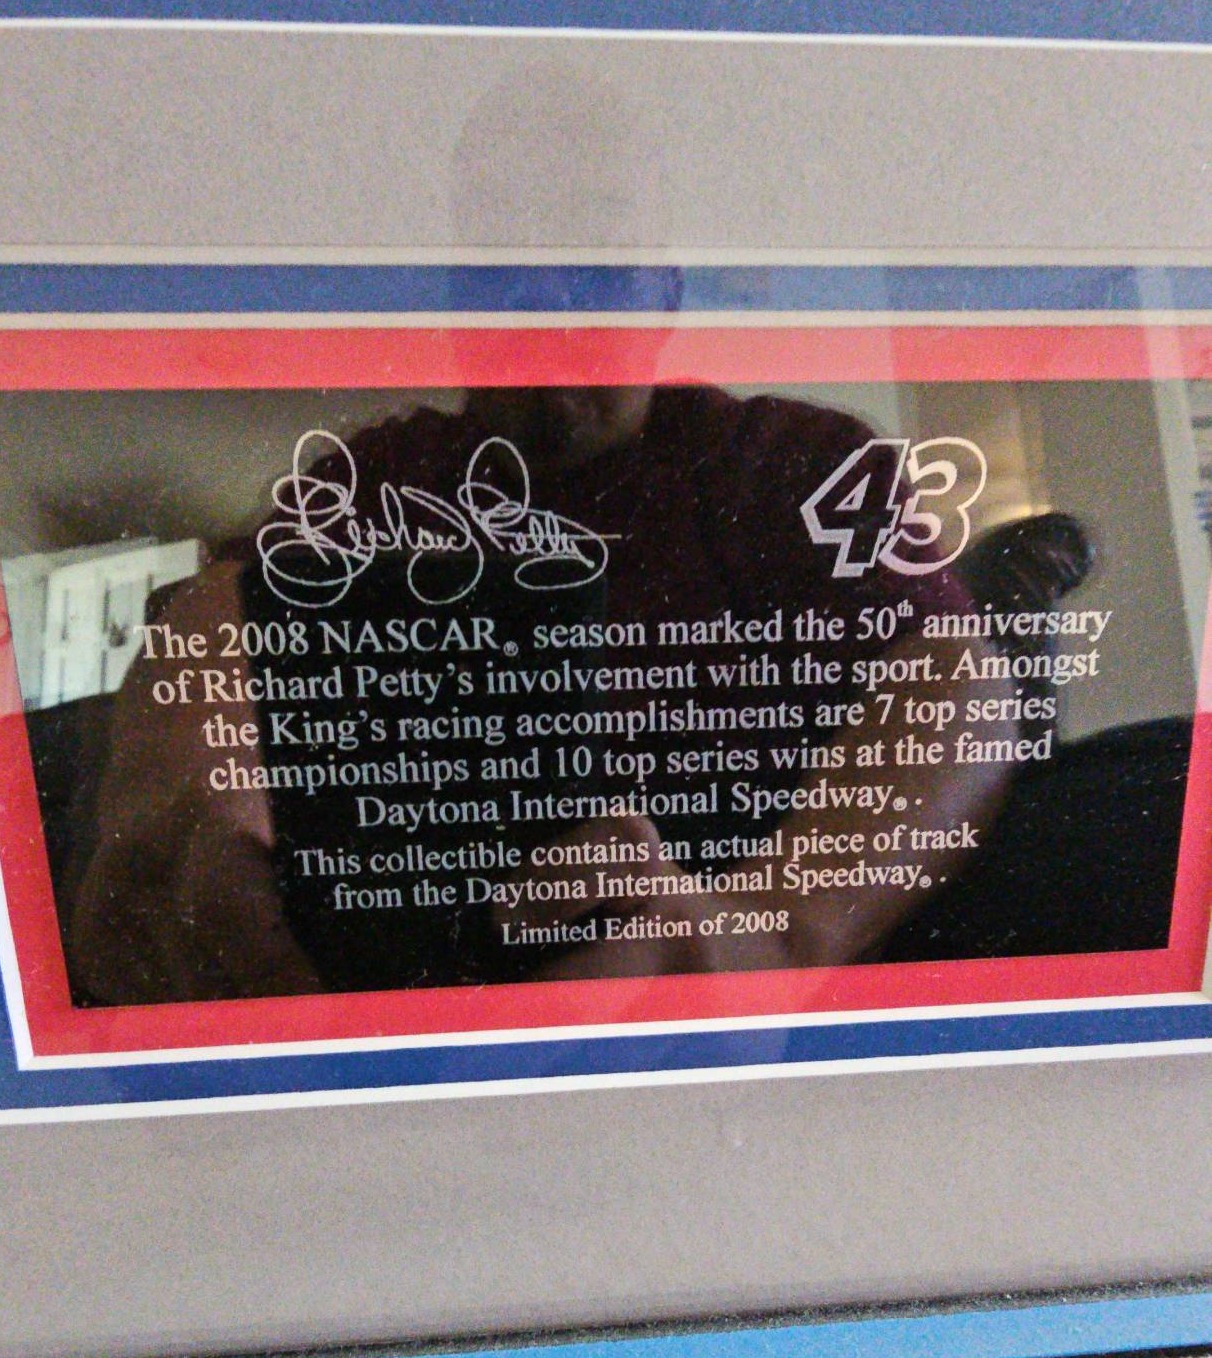 Richard Petty 43
The 2008 NASCAR® season marked the 50th anniversary
of Richard Petty's involvement with the sport. Amongst
the King's racing accomplishments are 7 top series
championships and 10 top series wins at the famed
Daytona International Speedway®.
This collectible contains an actual piece of track
from the Daytona International Speedway®.
Limited Edition of 2008